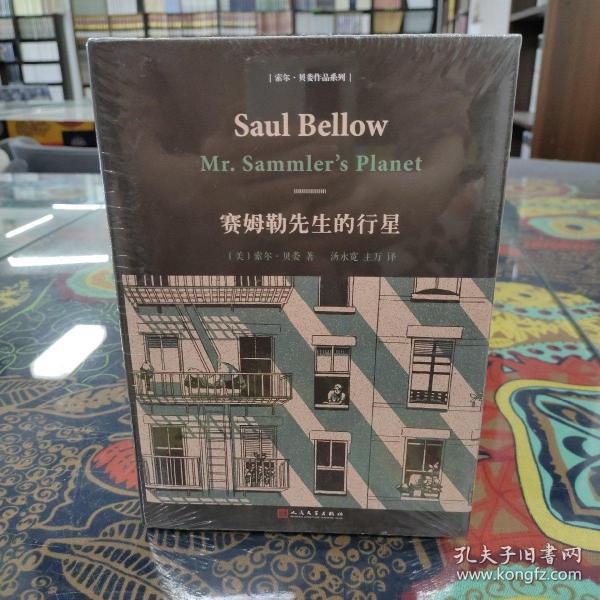 | 索尔·贝娄作品系列 |
Saul Bellow
Mr. Sammler's Planet
赛姆勒先生的行星
〔美〕索尔·贝娄 著 汤永宽 主万 译
人民文学出版社
孔夫子旧书网
www.kongfz.com